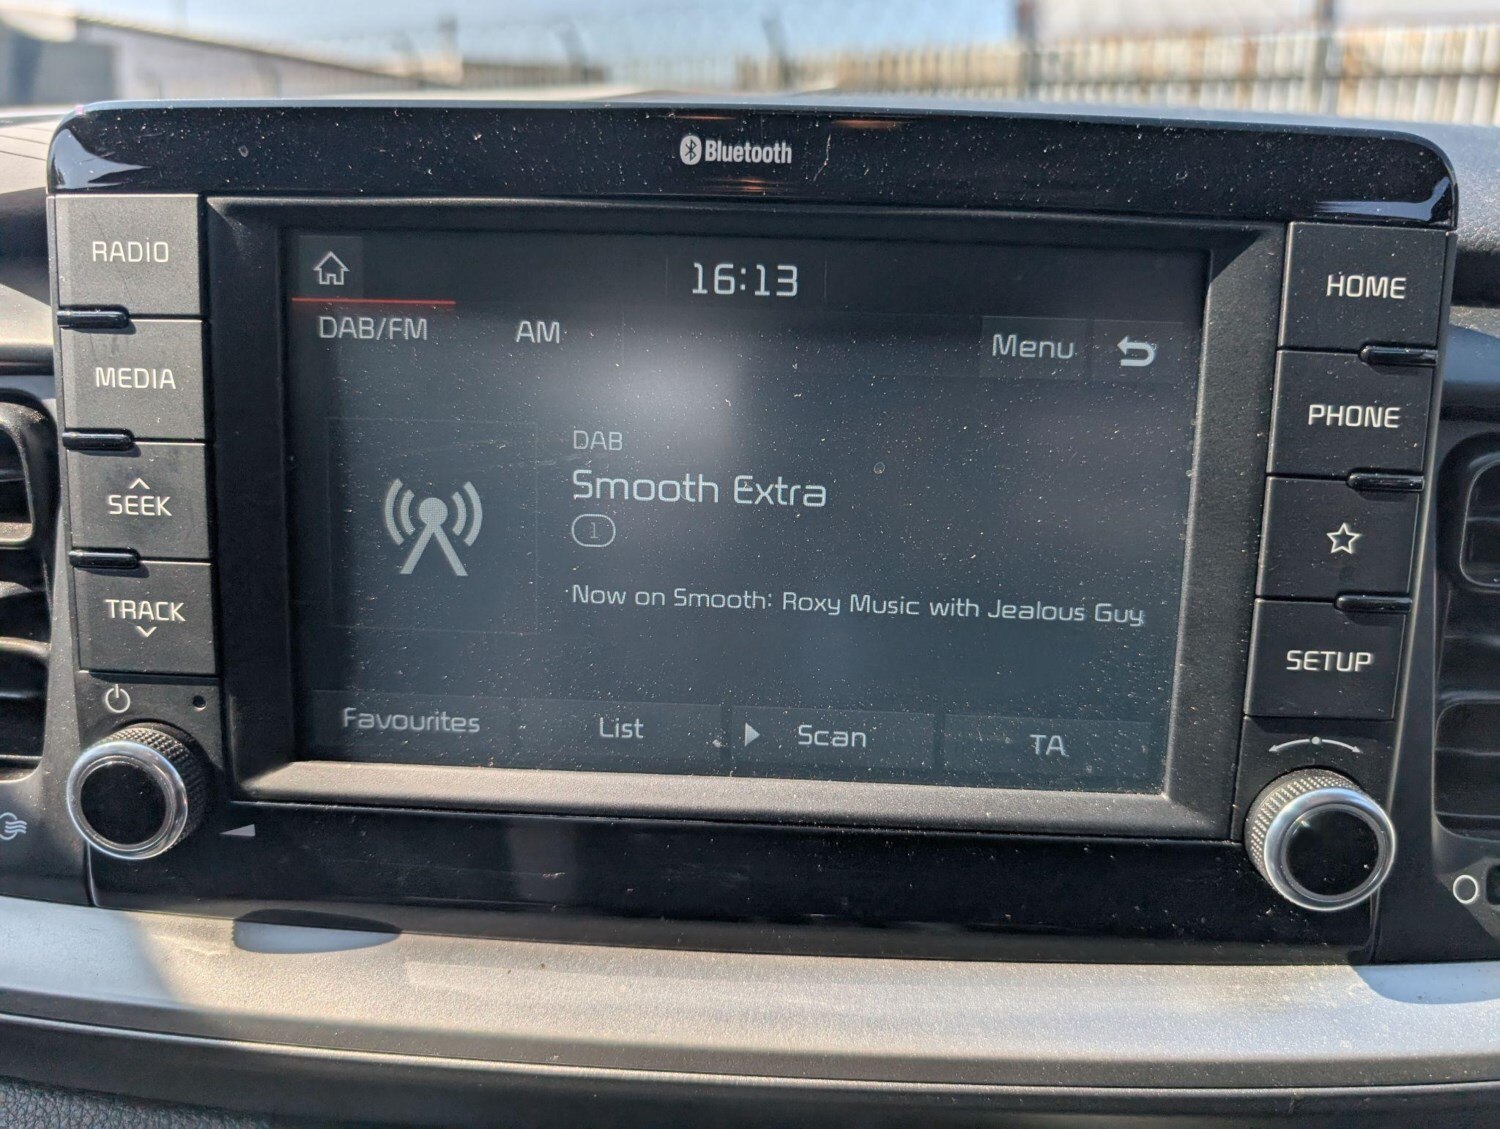 Bluetooth
RADIO
MEDIA
SEEK
TRACK
16:13
DAB/FM
AM
Menu
DAB
Smooth Extra
1
Now on Smooth: Roxy Music with Jealous Guy
Favourites
List
Scan
TA
HOME
PHONE
SETUP